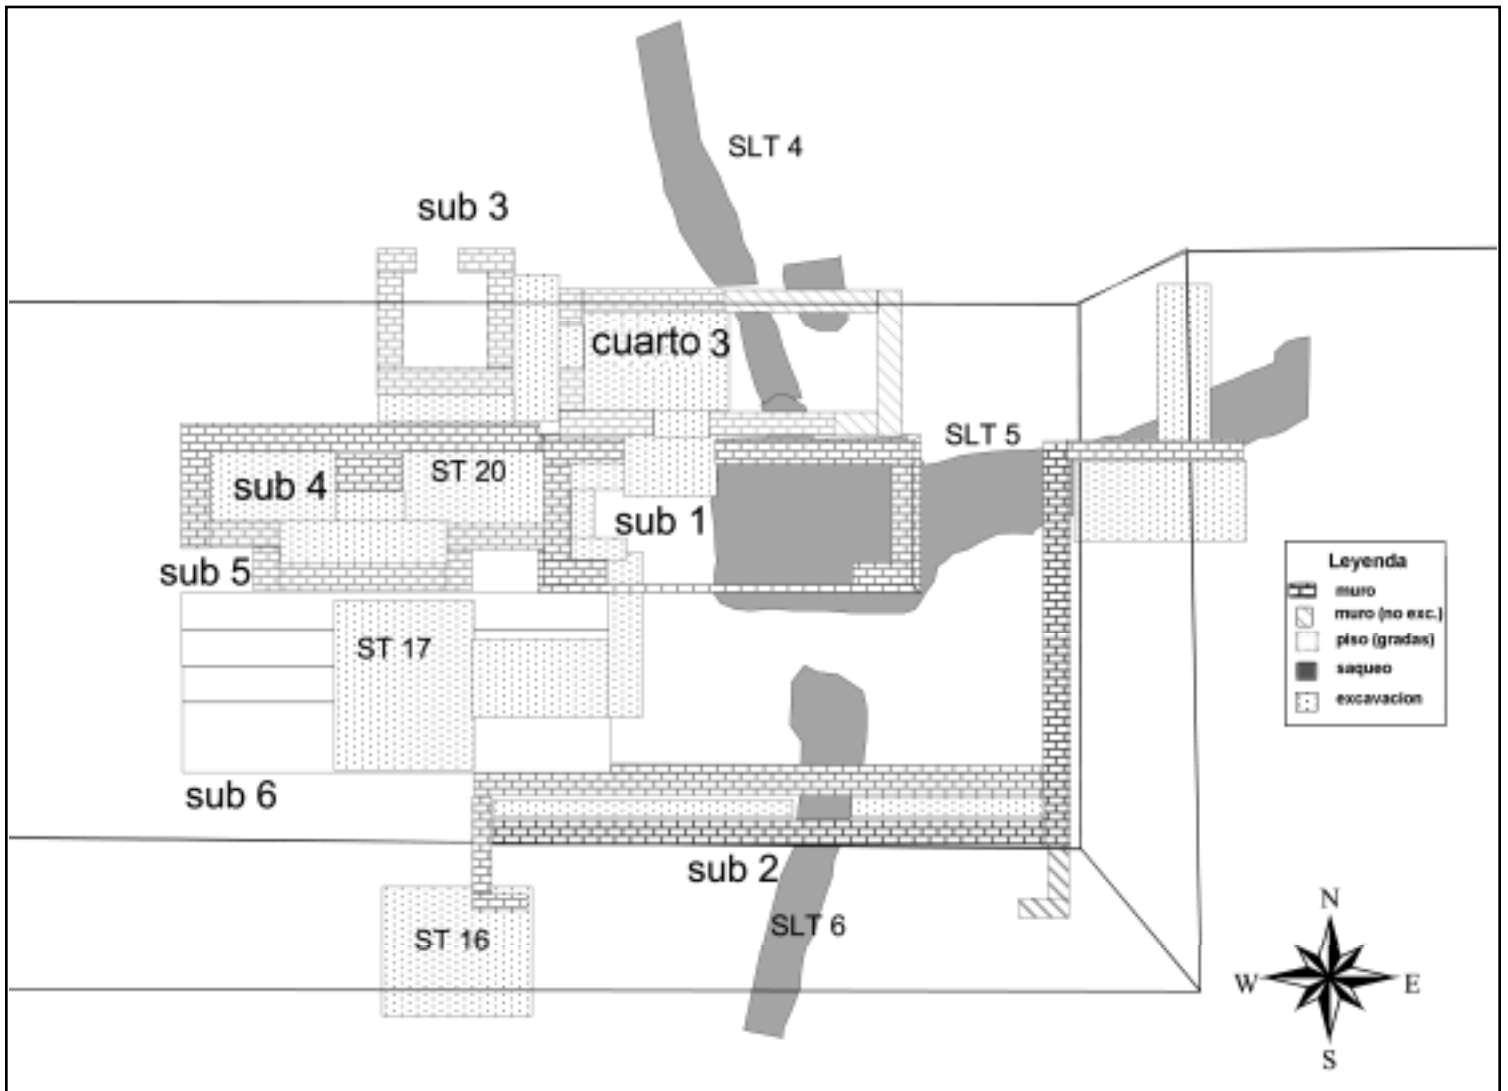 SLT 4
sub 3
cuarto 3
SLT 5
ST 20
sub 4
sub 1
sub 5
ST 17
sub 6
sub 2
SLT 6
ST 16
Leyenda
muro
muro (no exc.)
piso (gradas)
saqueo
excavacion
N
W
E
S